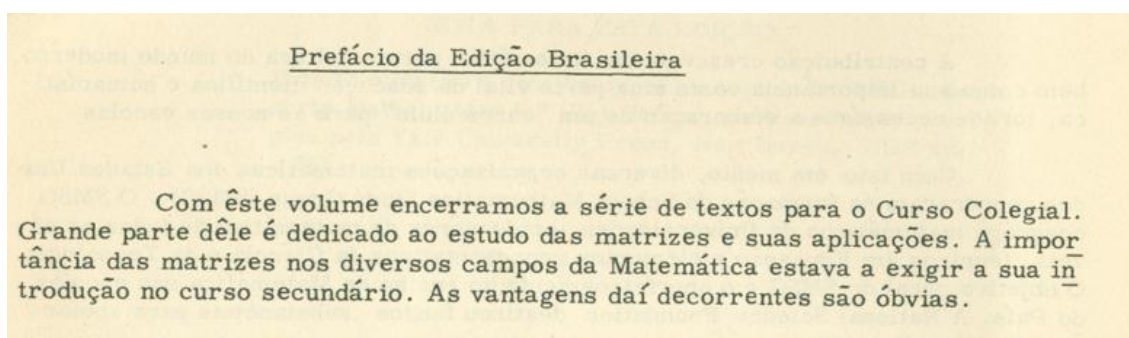 Prefácio da Edição Brasileira
Com êste volume encerramos a série de textos para o Curso Colegial.
Grande parte dêle é dedicado ao estudo das matrizes e suas aplicações. A impor
tância das matrizes nos diversos campos da Matemática estava a exigir a sua in
trodução no curso secundário. As vantagens daí decorrentes são óbvias.